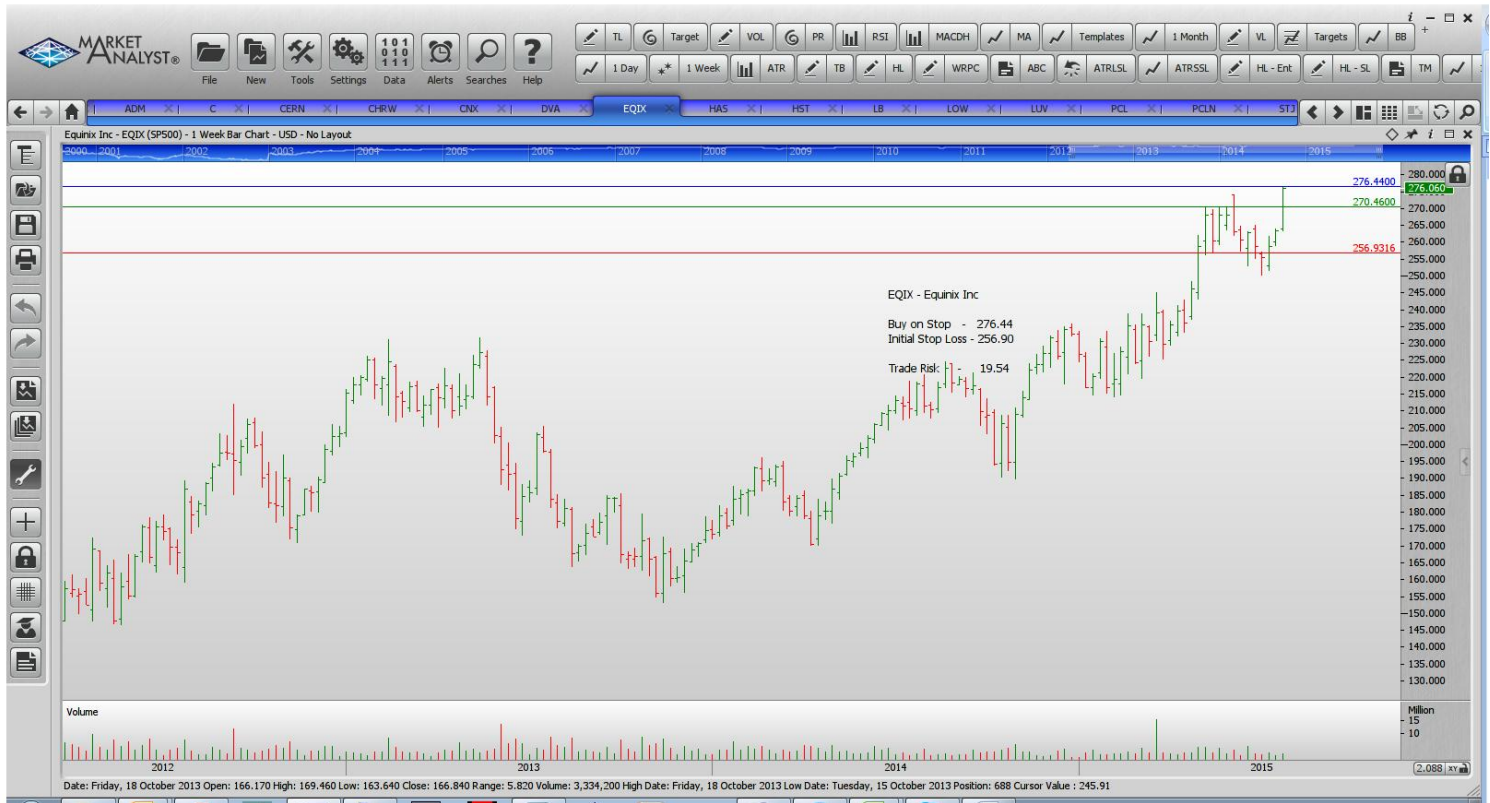 i
MARKET ANALYST®
File New Tools Settings Data Alerts Searches Help
TL Target VOL PR RSI MACDH MA Templates 1 Month VL Targets BB
1 Day 1 Week ATR TB HL WRPC ABC ATRLSL ATRSSL HL - Ent HL - SL TM
ADM C CERN CHRW CNX DVA EQIX HAS HST LB LOW LUV PCL PCLN STJ
Equinix Inc - EQIX (SP500) - 1 Week Bar Chart - USD - No Layout
2000 2001 2002 2003 2004 2005 2006 2007 2008 2009 2010 2011 2012 2013 2014 2015
280.000
276.4400
276.060
270.4600
270.000
265.000
260.000
256.9316
255.000
250.000
245.000
EQIX - Equinix Inc
240.000
Buy on Stop - 276.44
235.000
Initial Stop Loss - 256.90
230.000
225.000
Trade Risk - 19.54
220.000
215.000
210.000
205.000
200.000
195.000
190.000
185.000
180.000
175.000
170.000
165.000
160.000
155.000
150.000
145.000
140.000
135.000
130.000
Volume
Million
15
10
2012 2013 2014 2015
2.088 XY
Date: Friday, 18 October 2013 Open: 166.170 High: 169.460 Low: 163.640 Close: 166.840 Range: 5.820 Volume: 3,334,200 High Date: Friday, 18 October 2013 Low Date: Tuesday, 15 October 2013 Position: 688 Cursor Value : 245.91